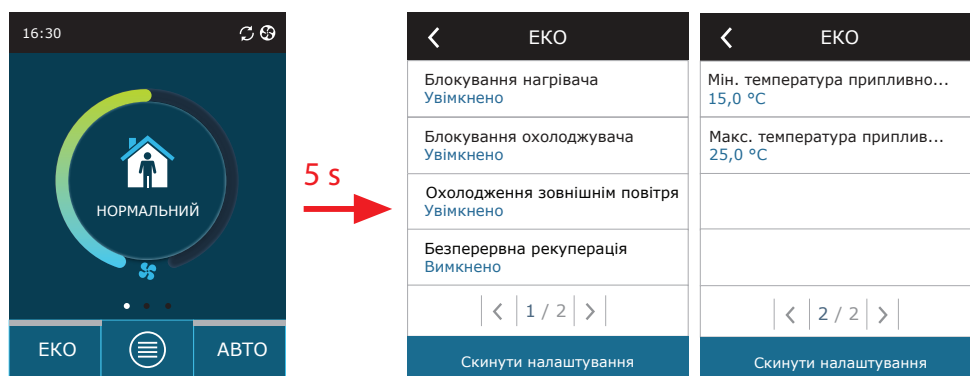 16:30
НОРМАЛЬНИЙ
ЕКО
АВТО
5 s
ЕКО
Блокування нагрівача
Увімкнено
Блокування охолоджувача
Увімкнено
Охолодження зовнішнім повітря
Увімкнено
Безперервна рекуперація
Вимкнено
1 / 2
Скинути налаштування
ЕКО
Мін. температура припливно...
15,0 °C
Макс. температура приплив...
25,0 °C
2 / 2
Скинути налаштування